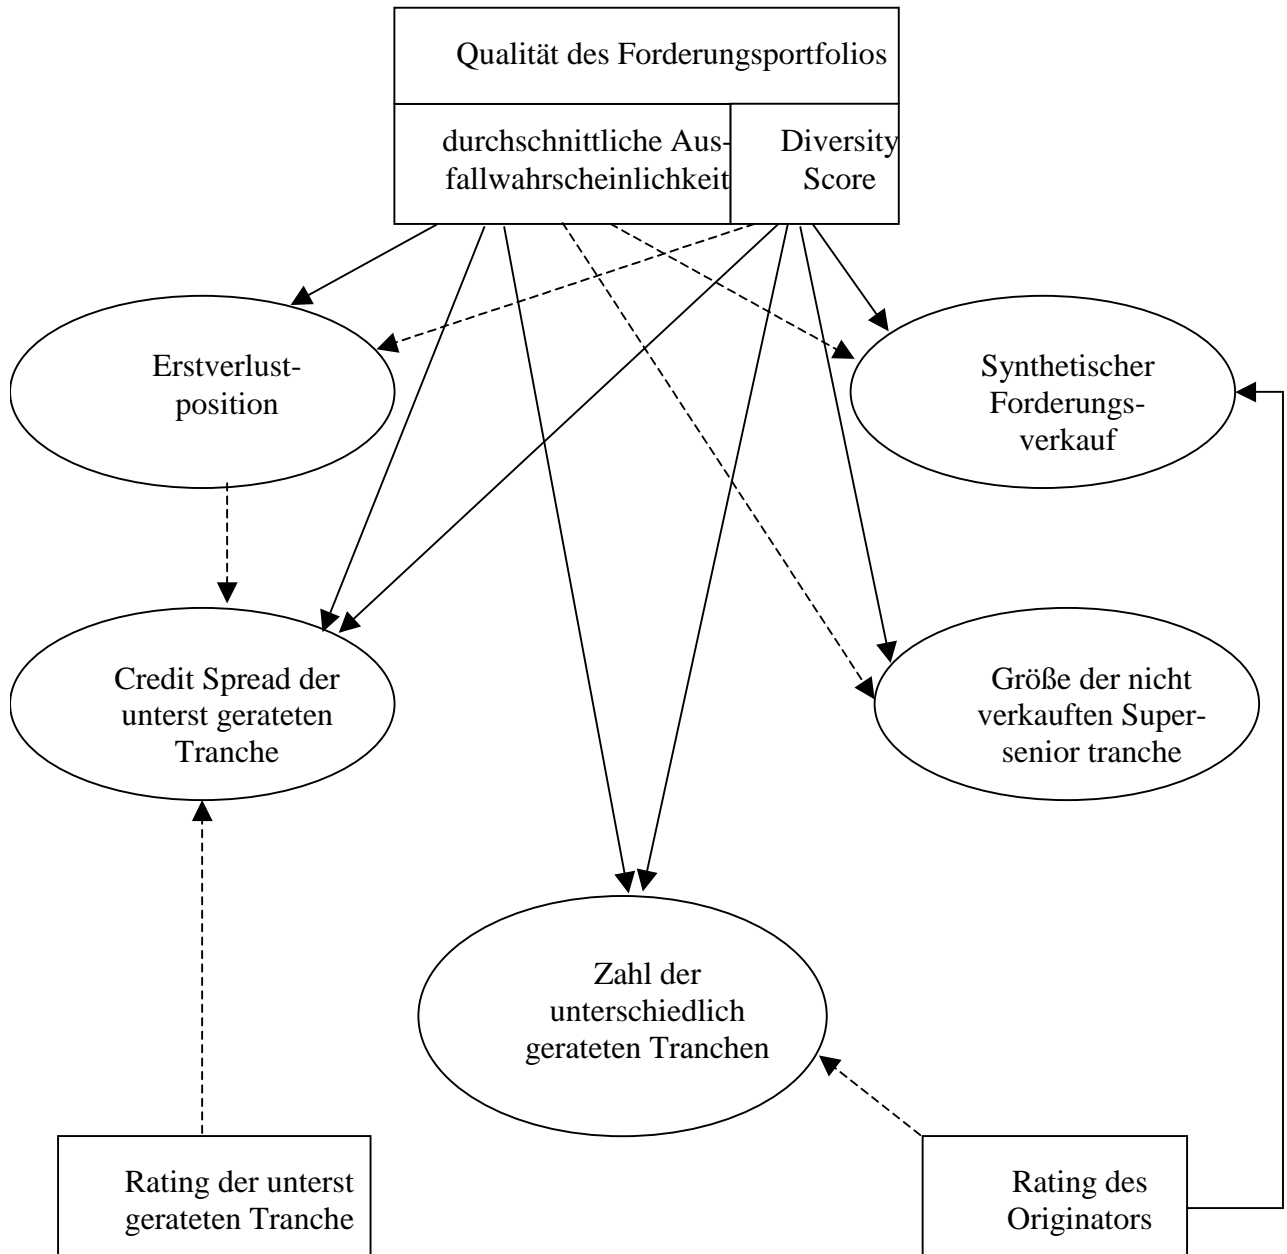 Qualität des Forderungsportfolios
durchschnittliche Aus-
fallwahrscheinlichkeit
Diversity
Score
Erstverlust-
position
Synthetischer
Forderungs-
verkauf
Credit Spread der
unterst gerateten
Tranche
Größe der nicht
verkauften Super-
senior tranche
Zahl der
unterschiedlich
gerateten Tranchen
Rating der unterst
gerateten Tranche
Rating des
Originators